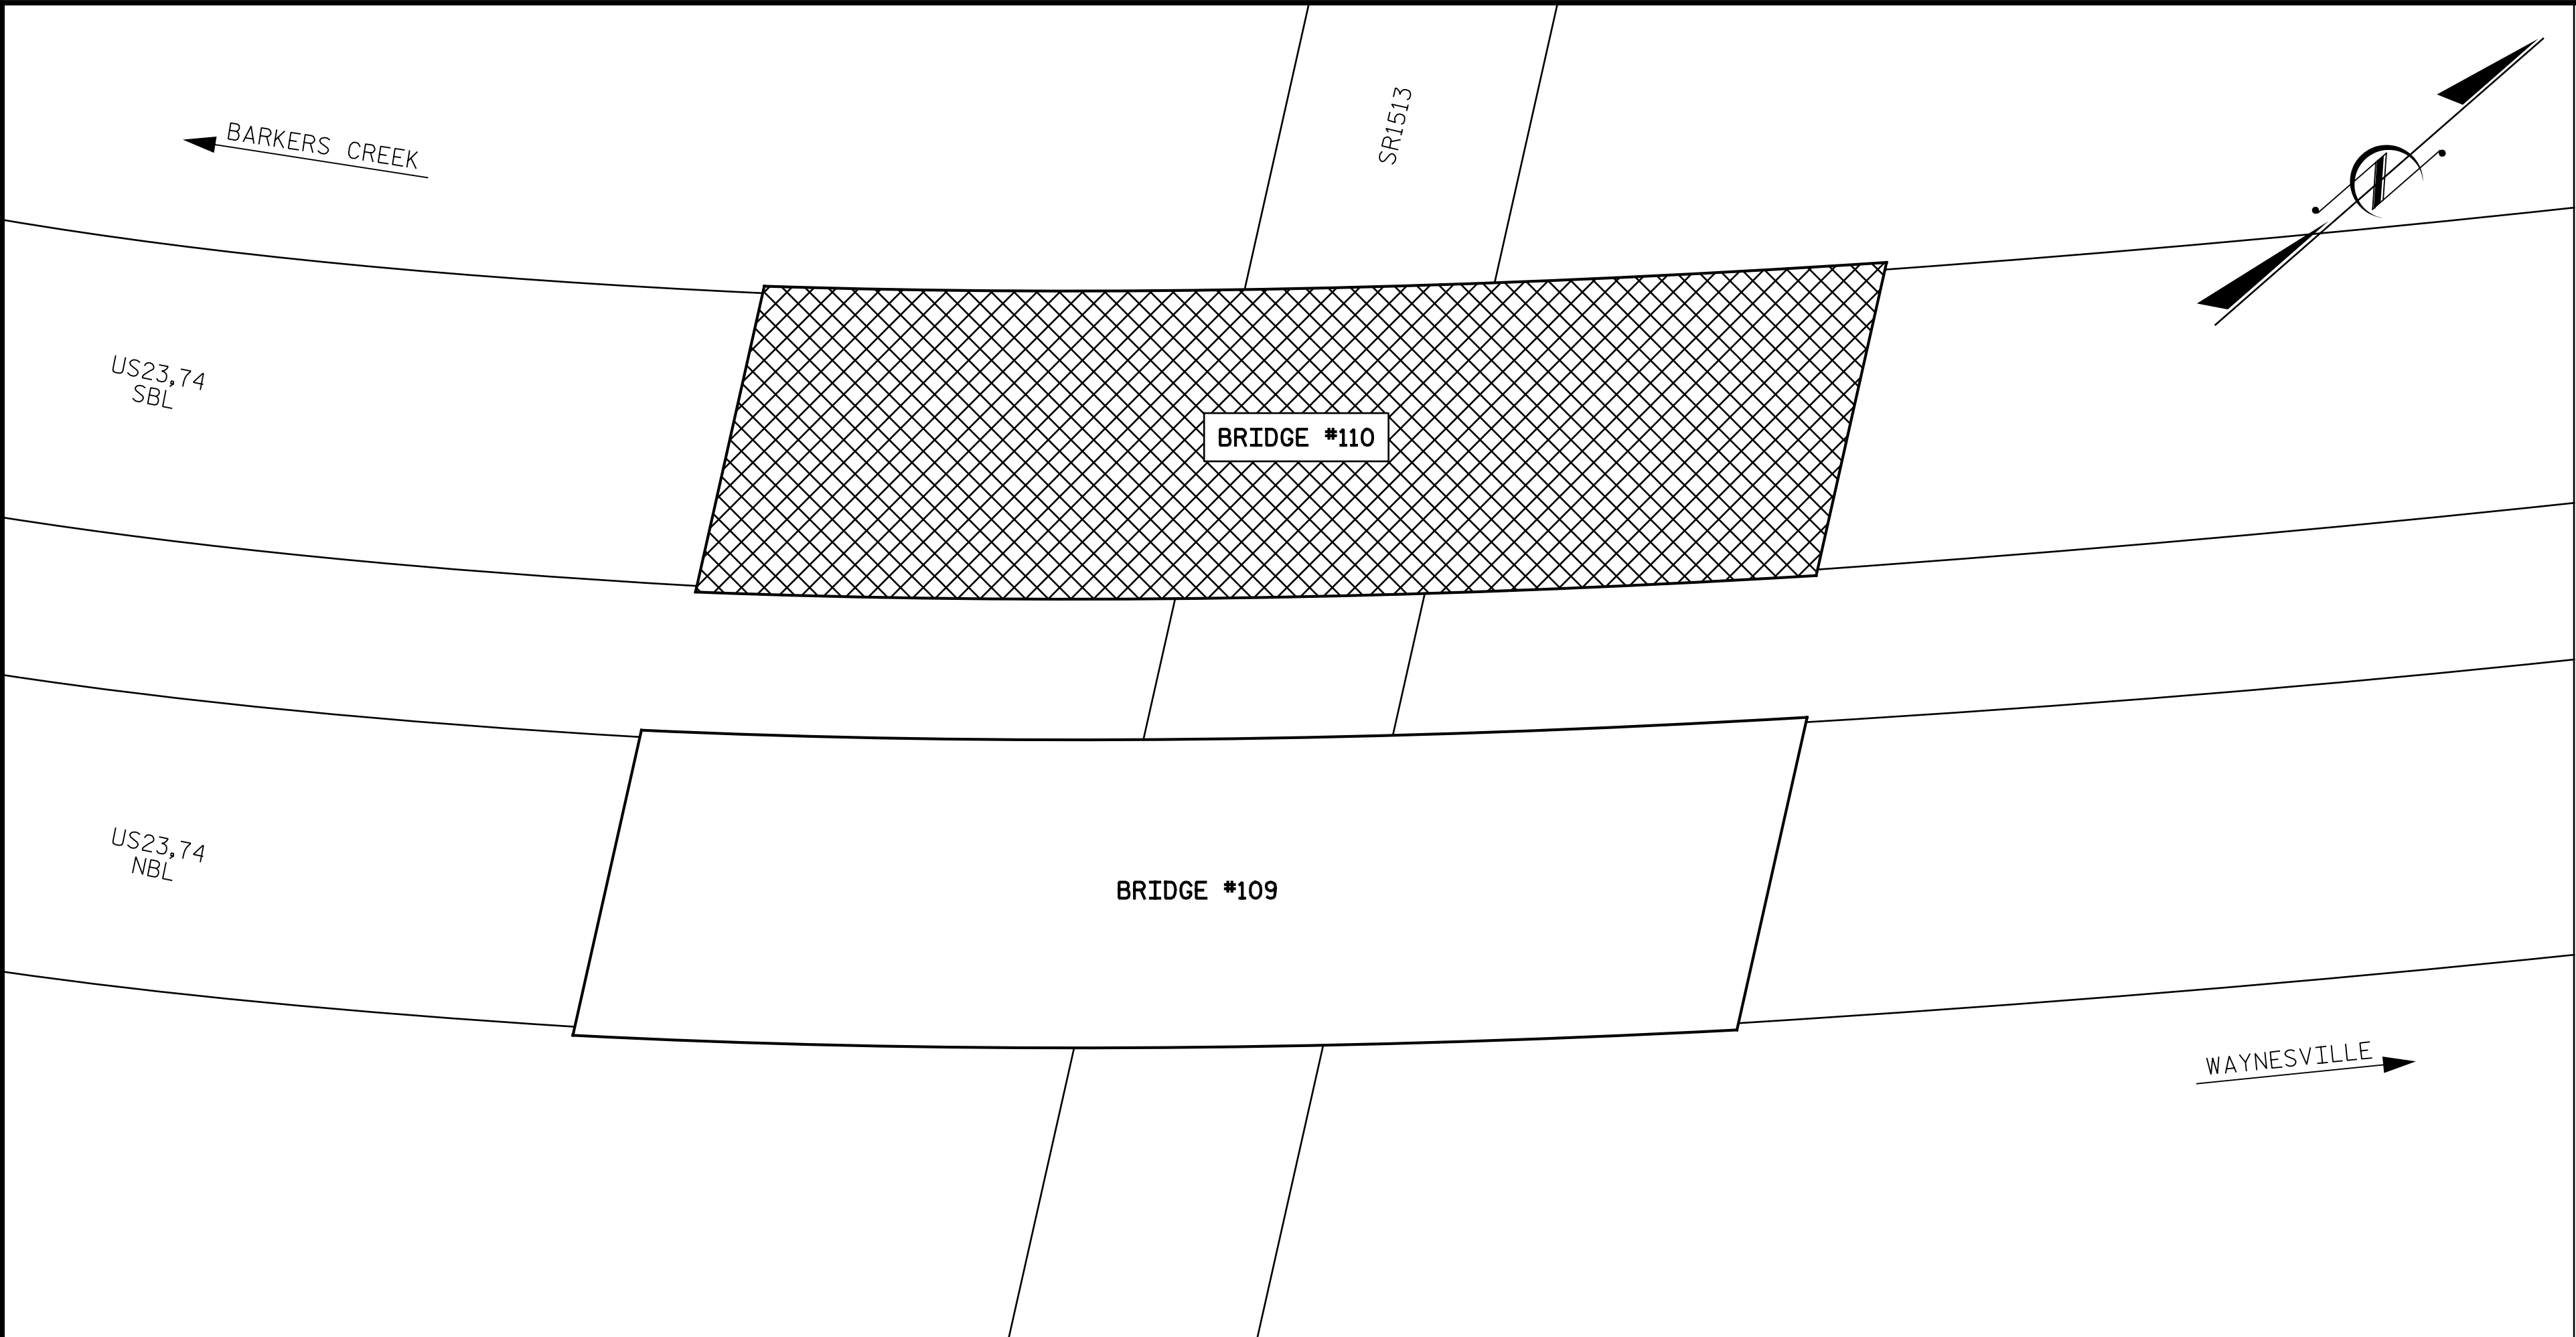 SR1513
BARKERS CREEK
N
US23,74
SBL
BRIDGE #110
US23,74
NBL
BRIDGE #109
WAYNESVILLE